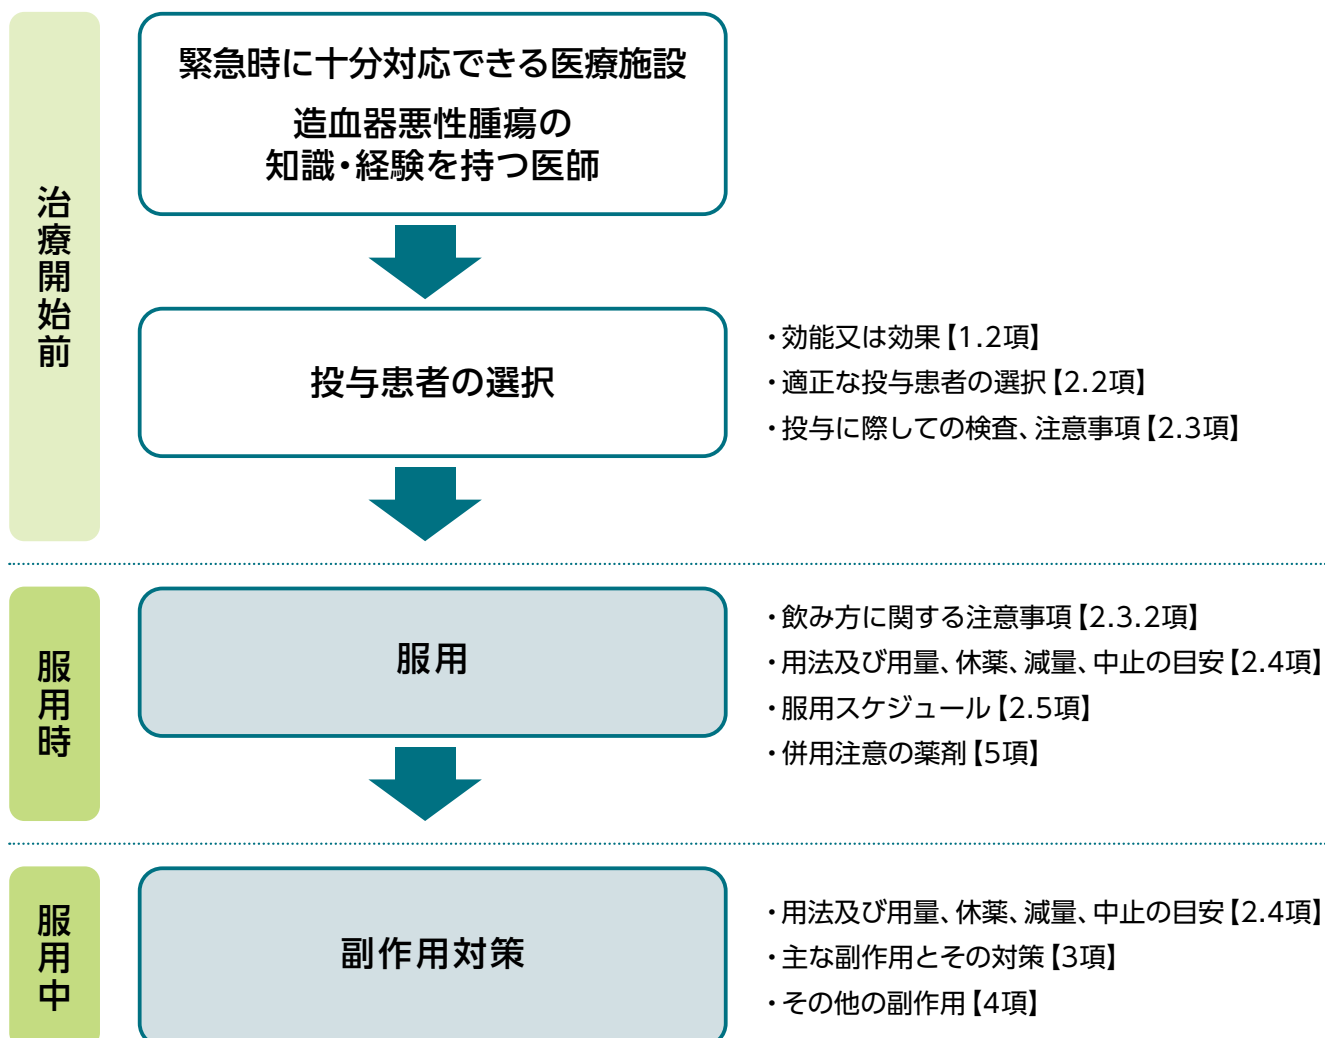 治療開始前
緊急時に十分対応できる医療施設
造血器悪性腫瘍の
知識・経験を持つ医師
投与患者の選択
・効能又は効果【1.2項】
・適正な投与患者の選択【2.2項】
・投与に際しての検査、注意事項【2.3項】
服用時
服用
・飲み方に関する注意事項【2.3.2項】
・用法及び用量、休薬、減量、中止の目安【2.4項】
・服用スケジュール【2.5項】
・併用注意の薬剤【5項】
服用中
副作用対策
・用法及び用量、休薬、減量、中止の目安【2.4項】
・主な副作用とその対策【3項】
・その他の副作用【4項】